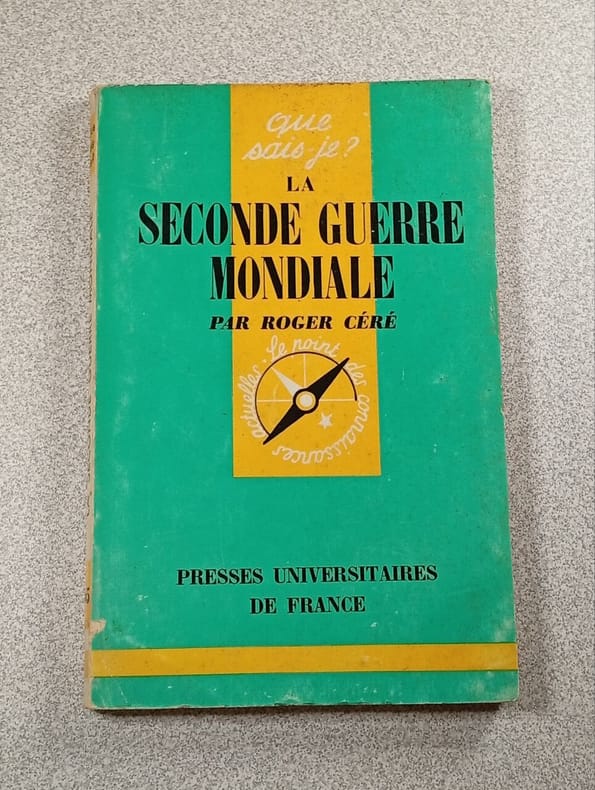 que
sais-je?
LA
SECONDE GUERRE
MONDIALE
PAR ROGER CÉRÉ
Le point des connaissances actuelles.
PRESSES UNIVERSITAIRES
DE FRANCE